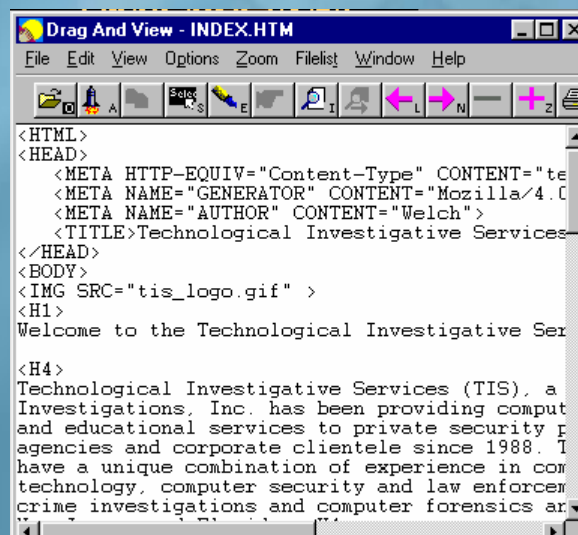 Drag And View - INDEX.HTM
File Edit View Options Zoom Filelist Window Help
O A Selec S E I L N Z
<HTML>
<HEAD>
<META HTTP-EQUIV="Content-Type" CONTENT="te
<META NAME="GENERATOR" CONTENT="Mozilla/4.0
<META NAME="AUTHOR" CONTENT="Welch">
<TITLE>Technological Investigative Services
</HEAD>
<BODY>
<IMG SRC="tis_logo.gif" >
<H1>
Welcome to the Technological Investigative Ser
<H4>
Technological Investigative Services (TIS), a
Investigations, Inc. has been providing comput
and educational services to private security p
agencies and corporate clientele since 1988. T
have a unique combination of experience in com
technology, computer security and law enforcem
crime investigations and computer forensics an